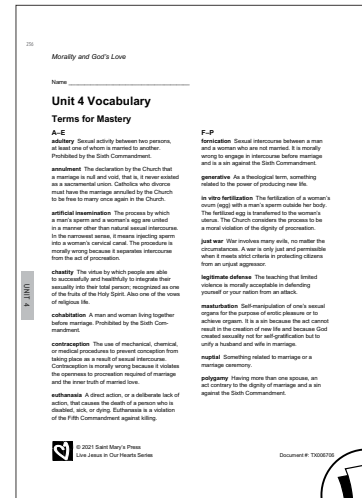 256
Morality and God's Love
Name
Unit 4 Vocabulary
Terms for Mastery
A–E
adultery Sexual activity between two persons,
at least one of whom is married to another.
Prohibited by the Sixth Commandment.
annulment The declaration by the Church that
a marriage is null and void, that is, it never existed
as a sacramental union. Catholics who divorce
must have the marriage annulled by the Church
to be free to marry once again in the Church.
artificial insemination The process by which
a man's sperm and a woman's egg are united
in a manner other than natural sexual intercourse.
In the narrowest sense, it means injecting sperm
into a woman's cervical canal. The procedure is
morally wrong because it separates intercourse
from the act of procreation.
chastity The virtue by which people are able
to successfully and healthfully to integrate their
sexuality into their total person; recognized as one
of the fruits of the Holy Spirit. Also one of the vows
of religious life.
cohabitation A man and woman living together
before marriage. Prohibited by the Sixth Com-
mandment.
contraception The use of mechanical, chemical,
or medical procedures to prevent conception from
taking place as a result of sexual intercourse.
Contraception is morally wrong because it violates
the openness to procreation required of marriage
and the inner truth of married love.
euthanasia A direct action, or a deliberate lack of
action, that causes the death of a person who is
disabled, sick, or dying. Euthanasia is a violation
of the Fifth Commandment against killing.
F–P
fornication Sexual intercourse between a man
and a woman who are not married. It is morally
wrong to engage in intercourse before marriage
and is a sin against the Sixth Commandment.
generative As a theological term, something
related to the power of producing new life.
in vitro fertilization The fertilization of a woman's
ovum (egg) with a man's sperm outside her body.
The fertilized egg is transferred to the woman's
uterus. The Church considers the process to be
a moral violation of the dignity of procreation.
just war War involves many evils, no matter the
circumstances. A war is only just and permissible
when it meets strict criteria in protecting citizens
from an unjust aggressor.
legitimate defense The teaching that limited
violence is morally acceptable in defending
yourself or your nation from an attack.
masturbation Self-manipulation of one's sexual
organs for the purpose of erotic pleasure or to
achieve orgasm. It is a sin because the act cannot
result in the creation of new life and because God
created sexuality not for self-gratification but to
unify a husband and wife in marriage.
nuptial Something related to marriage or a
marriage ceremony.
polygamy Having more than one spouse, an
act contrary to the dignity of marriage and a sin
against the Sixth Commandment.
UNIT 4
© 2021 Saint Mary's Press
Live Jesus in Our Hearts Series
Document #: TX006706